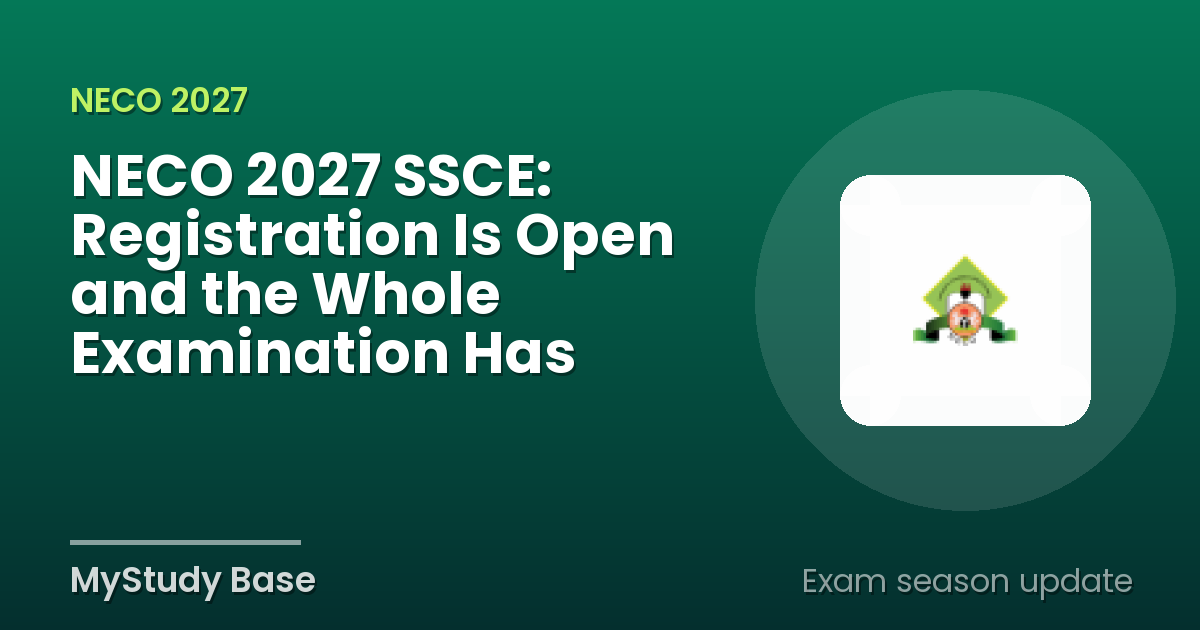 NECO 2027
NECO 2027 SSCE:
Registration Is Open
and the Whole
Examination Has
MyStudy Base
Exam season update